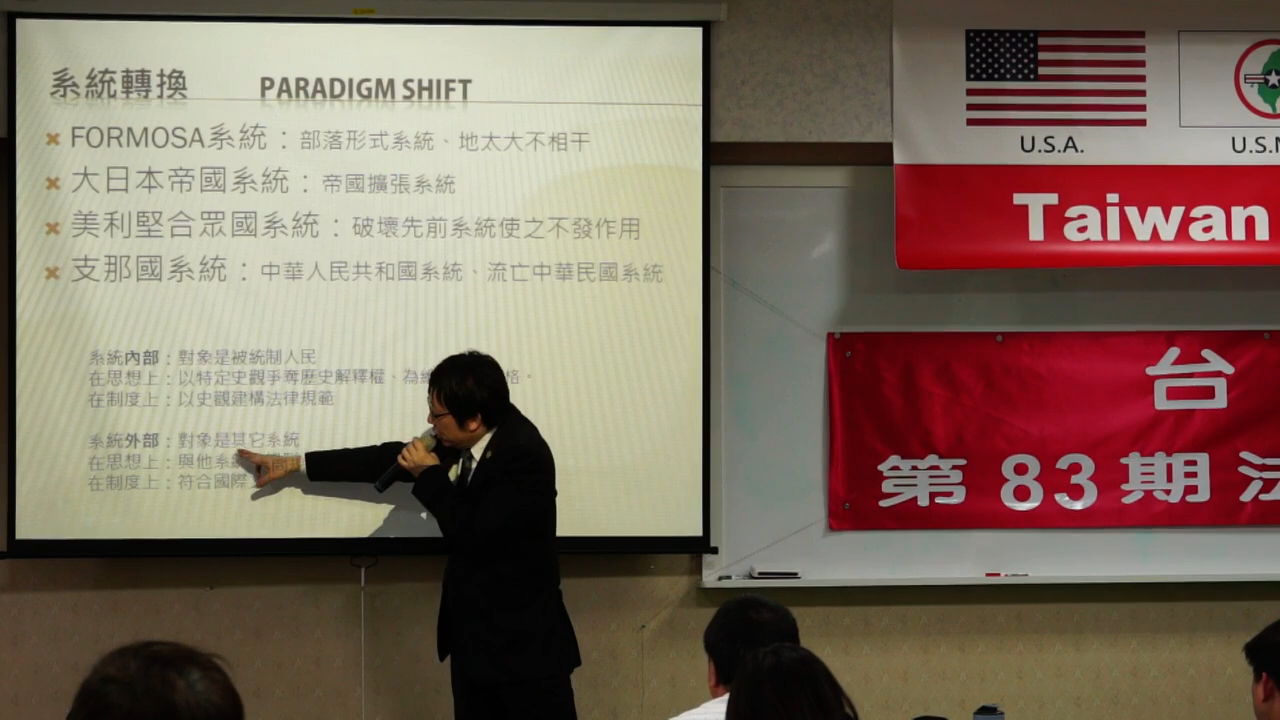 系統轉換 PARADIGM SHIFT
FORMOSA系統：部落形式系統、地太大不相干
大日本帝國系統：帝國擴張系統
美利堅合眾國系統：破壞先前系統使之不發作用
支那國系統：中華人民共和國系統、流亡中華民國系統
系統內部：對象是被統制人民
在思想上：以特定史觀爭奪歷史解釋權、為 格。
在制度上：以史觀建構法律規範
系統外部：對象是其它系統
在思想上：與他系
在制度上：符合國際
U.S.A.
U.S.
Taiwan
台
第83期